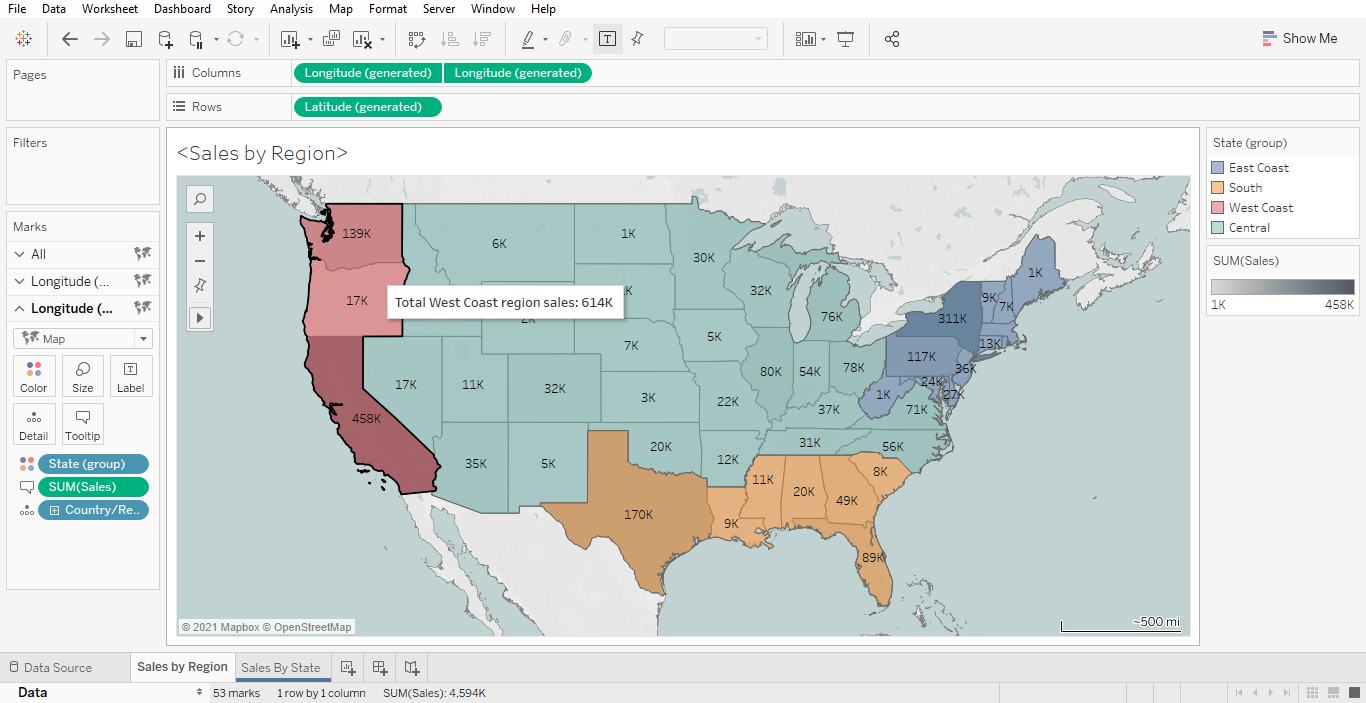 File Data Worksheet Dashboard Story Analysis Map Format Server Window Help
Show Me
Pages
Columns Longitude (generated) Longitude (generated)
Rows Latitude (generated)
Filters
Marks
All
Longitude (...
Longitude (...
Map
Color Size Label
Detail Tooltip
State (group)
SUM(Sales)
Country/Re..
<Sales by Region>
139K
6K
1K
30K
1K
9K
7K
17K
Total West Coast region sales: 614K
32K
76K
311K
13K
7K
5K
117K
36K
17K
11K
32K
3K
80K
54K
78K
24K
27K
1K
458K
22K
37K
71K
35K
5K
20K
12K
31K
56K
11K
20K
49K
8K
170K
9K
89K
© 2021 Mapbox © OpenStreetMap
~500 mi
State (group)
East Coast
South
West Coast
Central
SUM(Sales)
1K 458K
Data Source Sales by Region Sales By State
Data 53 marks 1 row by 1 column SUM(Sales): 4,594K